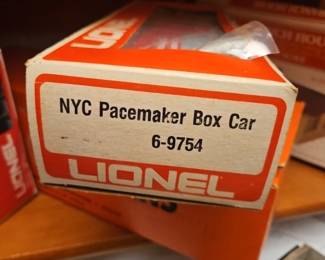 LIONEL
NYC Pacemaker Box Car
6-9754
LIONEL
LIONEL